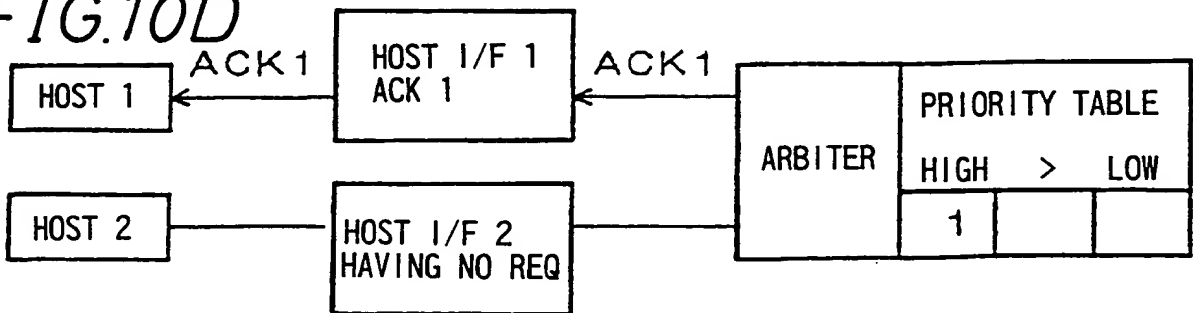 FIG.10D
ACK1
HOST I/F 1
ACK 1
ACK1
HOST 1
ARBITER
PRIORITY TABLE
HIGH > LOW
1
HOST 2
HOST I/F 2
HAVING NO REQ